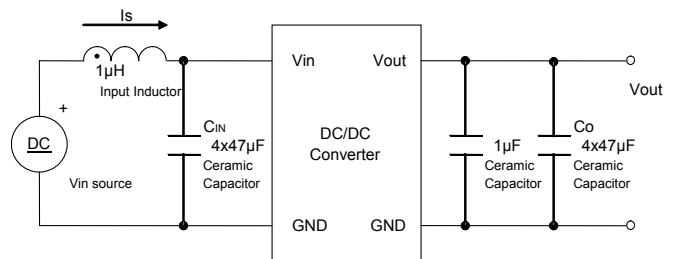 Is
1µH
Input Inductor
+
DC
Vin source
CIN
4x47µF
Ceramic
Capacitor
Vin
Vout
DC/DC
Converter
GND
GND
1µF
Ceramic
Capacitor
Co
4x47µF
Ceramic
Capacitor
Vout